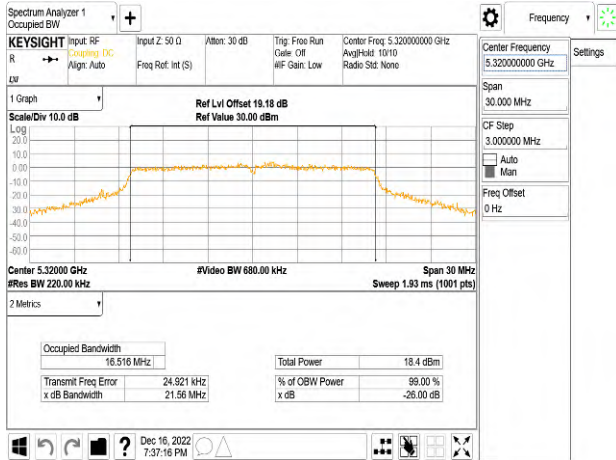 Spectrum Analyzer 1
Occupied BW
Frequency
KEYSIGHT
R
Input: RF
Coupling: DC
Align: Auto
Input Z: 50 Ω
Freq Ref: Int (S)
Atten: 30 dB
Trig: Free Run
Gate: Off
#IF Gain: Low
Center Freq: 5.320000000 GHz
Avg|Hold: 10/10
Radio Std: None
Center Frequency
5.320000000 GHz
Settings
Span
30.000 MHz
CF Step
3.000000 MHz
Auto
Man
Freq Offset
0 Hz
1 Graph
Scale/Div 10.0 dB
Ref Lvl Offset 19.18 dB
Ref Value 30.00 dBm
Log
20.0
10.0
0.00
-10.0
-20.0
-30.0
-40.0
-50.0
-60.0
Center 5.32000 GHz
#Video BW 680.00 kHz
Span 30 MHz
#Res BW 220.00 kHz
Sweep 1.93 ms (1001 pts)
2 Metrics
Occupied Bandwidth
16.516 MHz
Total Power 18.4 dBm
Transmit Freq Error 24.921 kHz
% of OBW Power 99.00 %
x dB Bandwidth 21.56 MHz
x dB -26.00 dB
Dec 16, 2022
7:37:16 PM